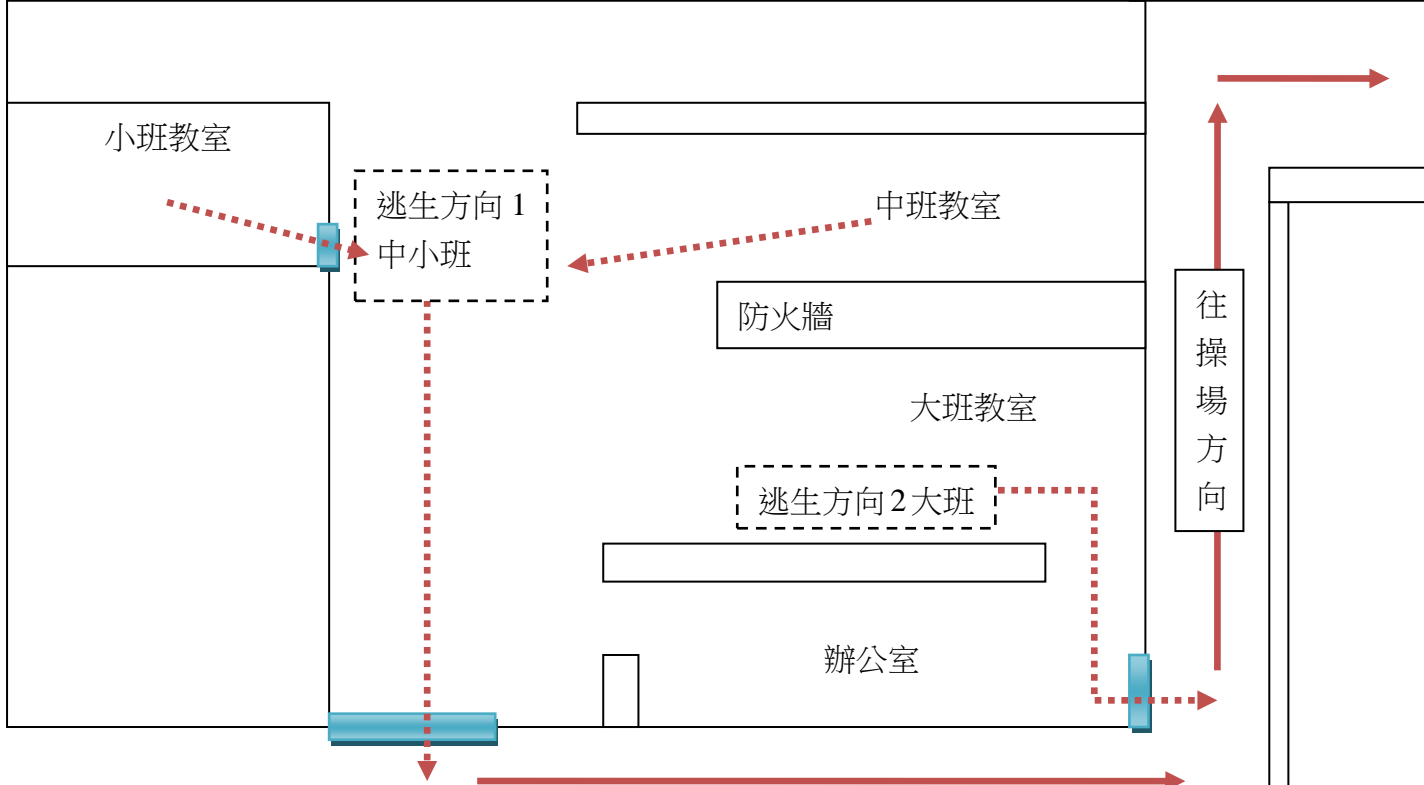 小班教室
逃生方向 1
中小班
中班教室
防火牆
往操場方向
大班教室
逃生方向 2 大班
辦公室